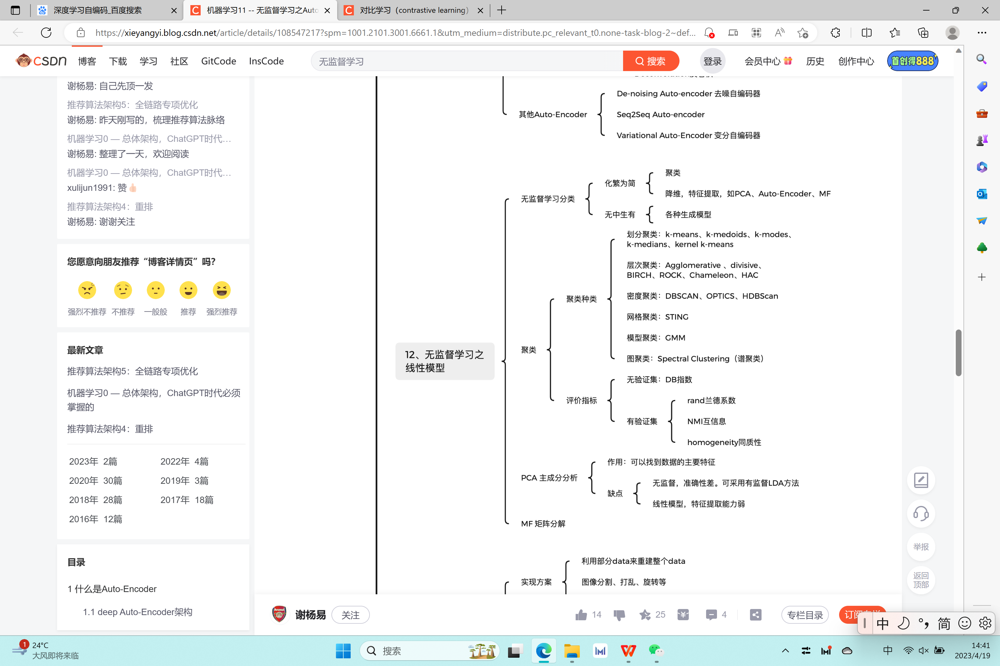 深度学习自编码_百度搜索
机器学习11 -- 无监督学习之Auto
对比学习（contrastive learning）
https://xieyangyi.blog.csdn.net/article/details/108547217?spm=1001.2101.3001.6661.1&utm_medium=distribute.pc_relevant_t0.none-task-blog-2~def...
CSDN 博客 下载 学习 社区 GitCode InsCode 无监督学习 搜索 登录 会员中心 历史 创作中心 首创得888
谢杨易: 自己先顶一发
推荐算法架构5：全链路专项优化
谢杨易: 昨天刚写的，梳理推荐算法脉络
机器学习0 — 总体架构，ChatGPT时代...
谢杨易: 整理了一天，欢迎阅读
机器学习0 — 总体架构，ChatGPT时代...
xulijun1991: 赞👍
推荐算法架构4：重排
谢杨易: 谢谢关注
您愿意向朋友推荐“博客详情页”吗？
强烈不推荐 不推荐 一般般 推荐 强烈推荐
最新文章
推荐算法架构5：全链路专项优化
机器学习0 — 总体架构，ChatGPT时代必须
掌握的
推荐算法架构4：重排
2023年 2篇 2022年 4篇
2020年 30篇 2019年 3篇
2018年 28篇 2017年 18篇
2016年 12篇
目录
1 什么是Auto-Encoder
1.1 deep Auto-Encoder架构
其他Auto-Encoder
De-noising Auto-encoder 去噪自编码器
Seq2Seq Auto-encoder
Variational Auto-Encoder 变分自编码器
12、无监督学习之
线性模型
无监督学习分类
化繁为简
聚类
降维，特征提取，如PCA、Auto-Encoder、MF
无中生有
各种生成模型
聚类
聚类种类
划分聚类：k-means、k-medoids、k-modes、
k-medians、kernel k-means
层次聚类：Agglomerative 、divisive、
BIRCH、ROCK、Chameleon、HAC
密度聚类：DBSCAN、OPTICS、HDBScan
网格聚类：STING
模型聚类：GMM
图聚类：Spectral Clustering（谱聚类）
评价指标
无验证集：DB指数
有验证集
rand兰德系数
NMI互信息
homogeneity同质性
PCA 主成分分析
作用：可以找到数据的主要特征
缺点
无监督，准确性差。可采用有监督LDA方法
线性模型，特征提取能力弱
MF 矩阵分解
实现方案
利用部分data来重建整个data
图像分割、打乱、旋转等
举报
返回
顶部
Arsenal
谢杨易 关注 14 25 4 专栏目录
中 简
1 24°C
大风即将来临
搜索
中
14:41
2023/4/19